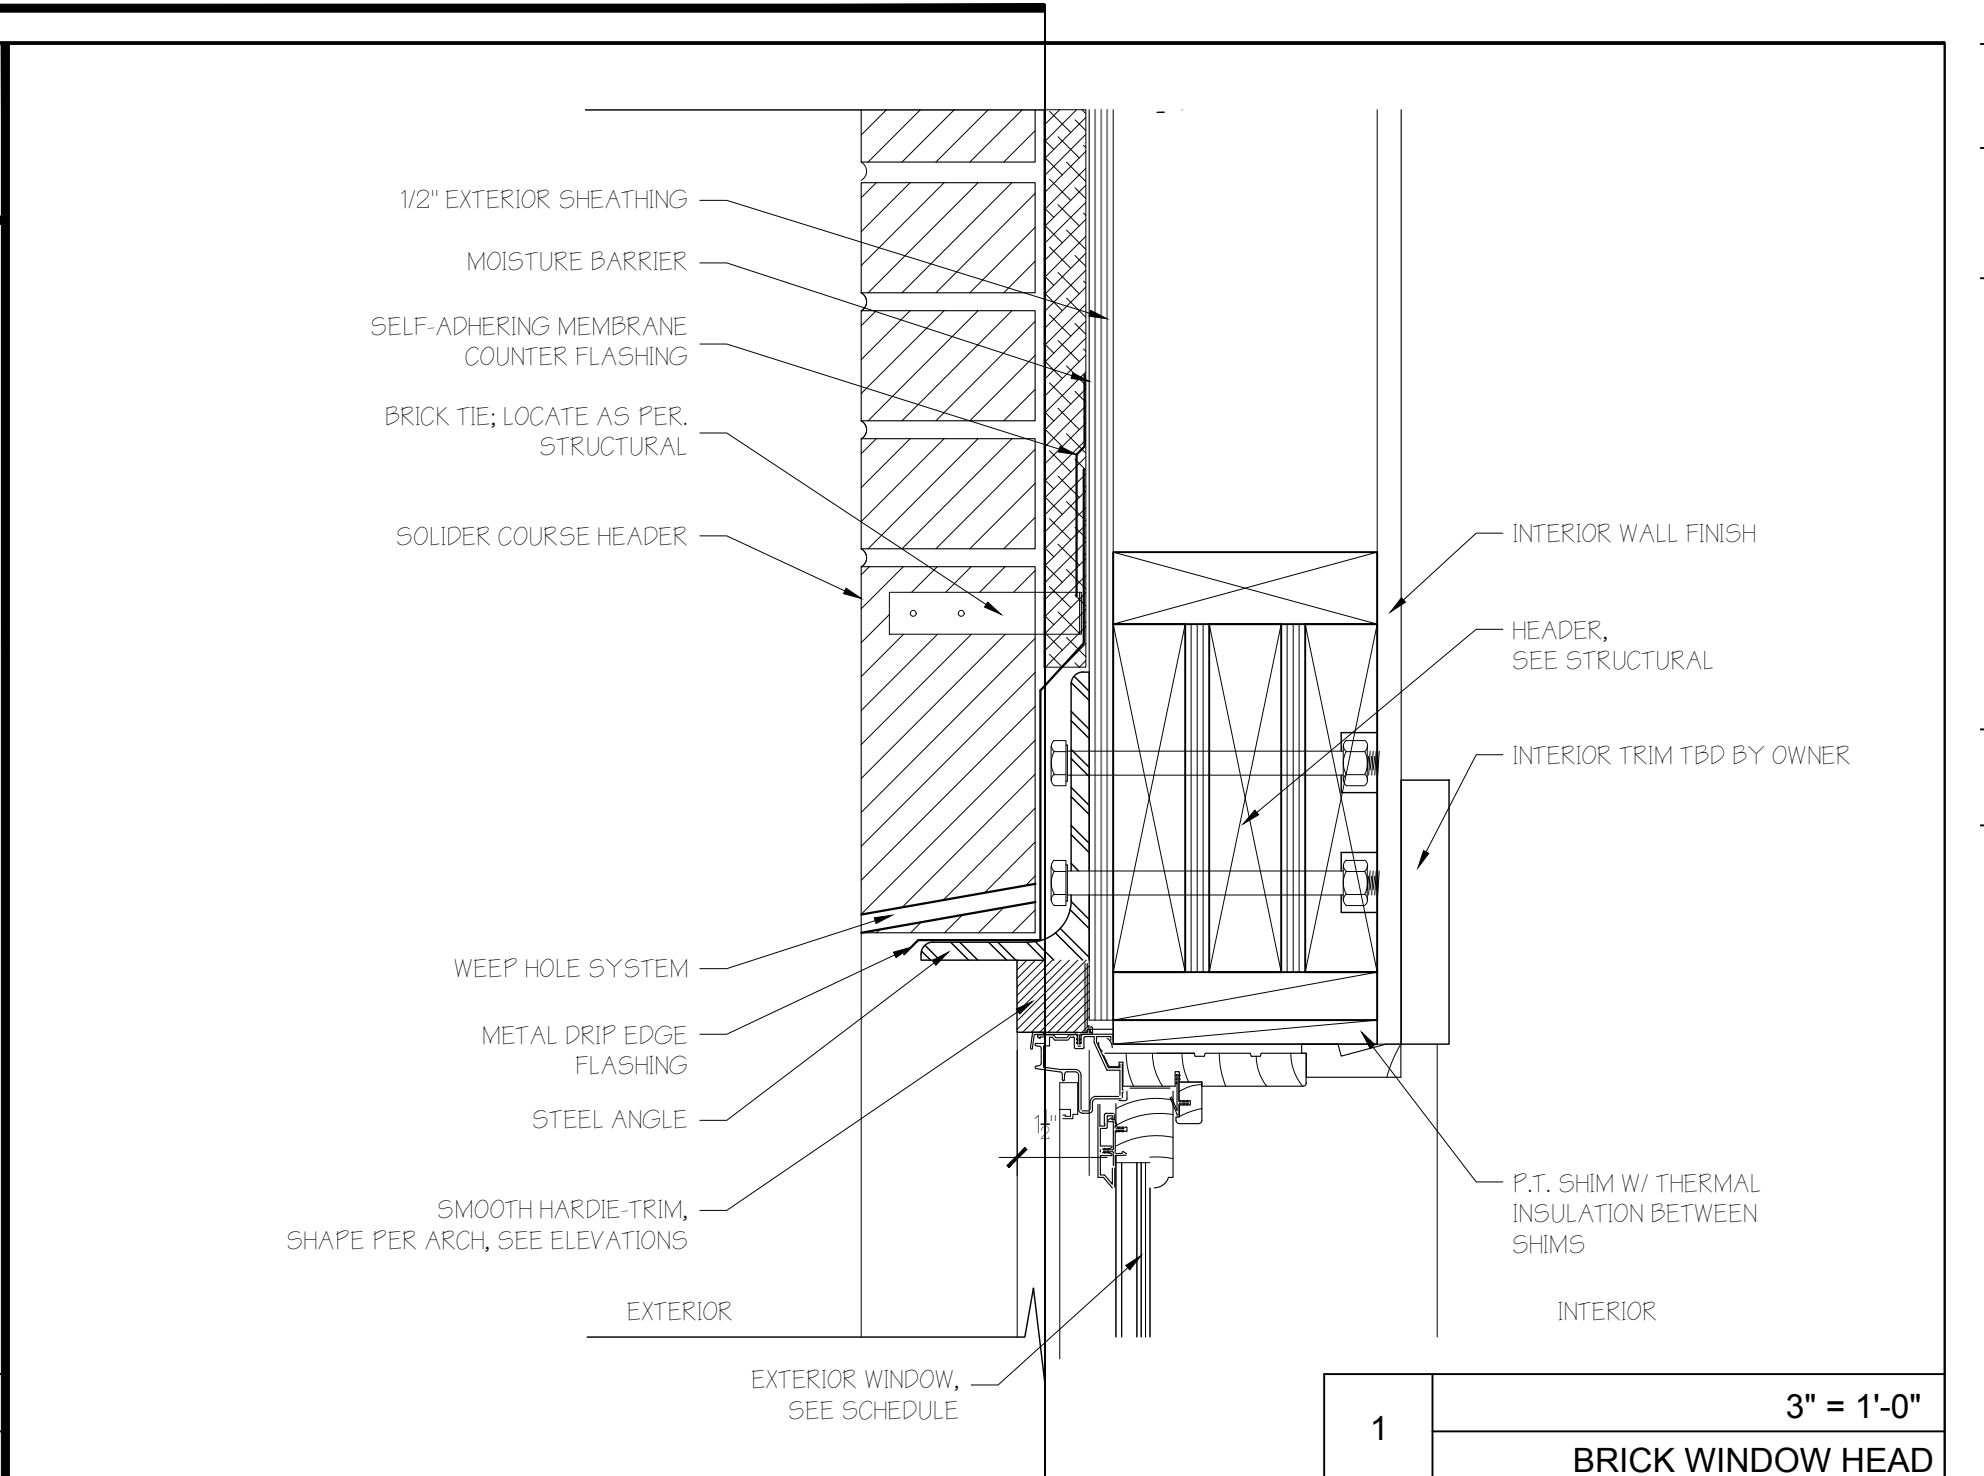 1/2" EXTERIOR SHEATHING
MOISTURE BARRIER
SELF-ADHERING MEMBRANE
COUNTER FLASHING
BRICK TIE; LOCATE AS PER.
STRUCTURAL
SOLIDER COURSE HEADER
WEEP HOLE SYSTEM
METAL DRIP EDGE
FLASHING
STEEL ANGLE
SMOOTH HARDIE-TRIM,
SHAPE PER ARCH, SEE ELEVATIONS
EXTERIOR
EXTERIOR WINDOW,
SEE SCHEDULE
1 1/2"
INTERIOR WALL FINISH
HEADER,
SEE STRUCTURAL
INTERIOR TRIM TBD BY OWNER
P.T. SHIM W/ THERMAL
INSULATION BETWEEN
SHIMS
INTERIOR
1
3" = 1'-0"
BRICK WINDOW HEAD